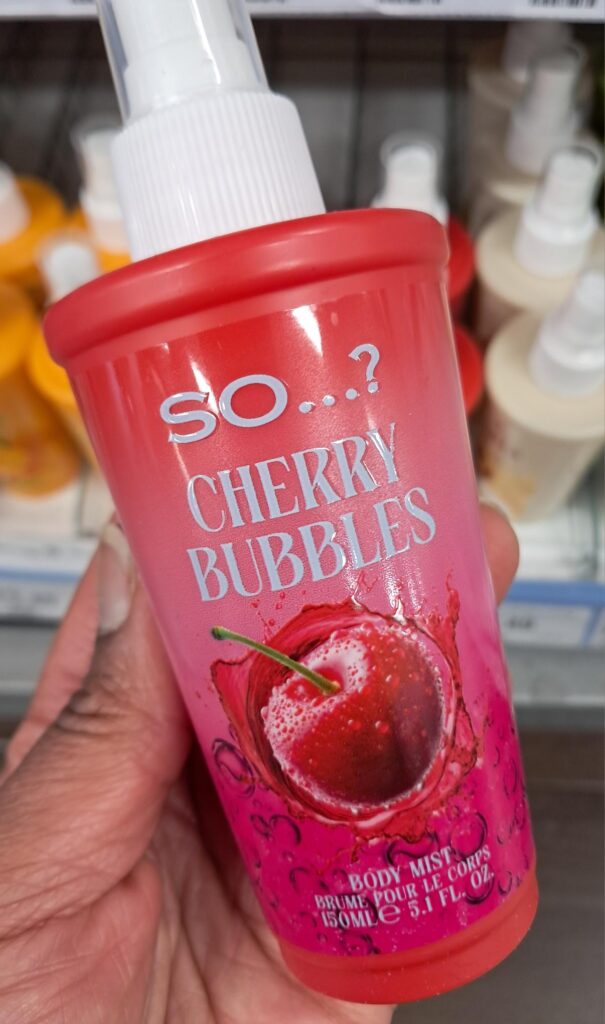 SO...?
CHERRY
BUBBLES
BODY MIST
BRUME POUR LE CORPS
150ML ℮ 5.1 FL. OZ.